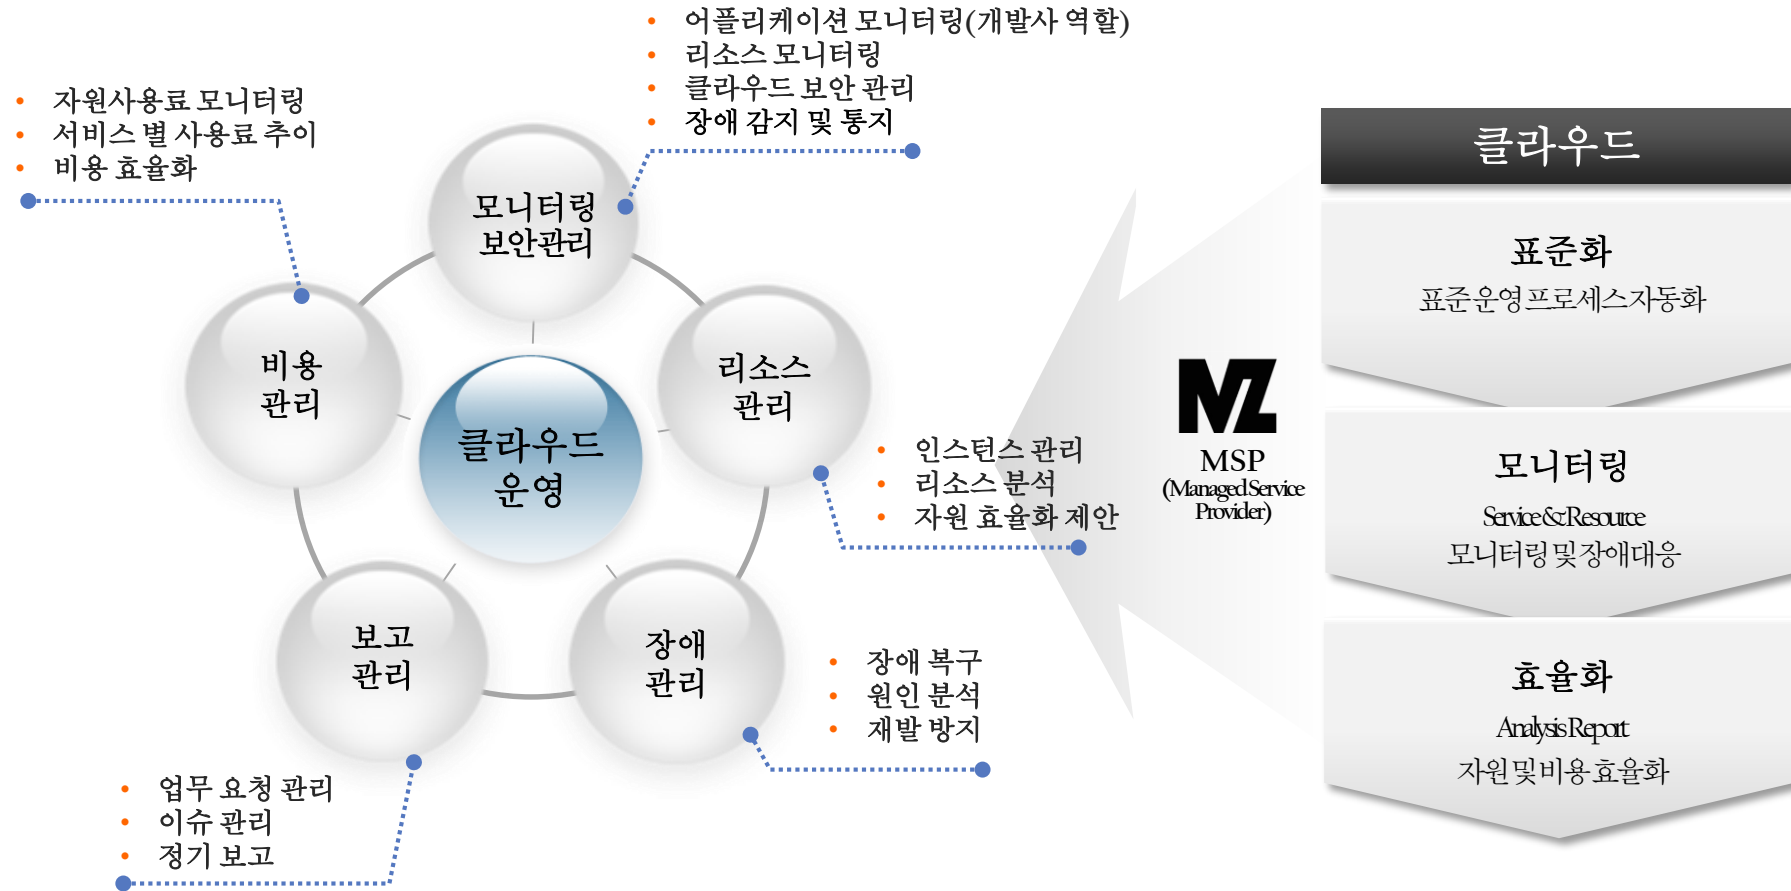 어플리케이션 모니터링(개발사 역할)
리소스 모니터링
클라우드 보안 관리
장애 감지 및 통지
자원사용료 모니터링
서비스 별 사용료 추이
비용 효율화
모니터링
보안관리
비용
관리
리소스
관리
클라우드
운영
인스턴스 관리
리소스 분석
자원 효율화 제안
보고
관리
장애
관리
장애 복구
원인 분석
재발 방지
업무 요청 관리
이슈 관리
정기 보고
MZ
MSP
(Managed Service
Provider)
클라우드
표준화
표준 운영 프로세스 자동화
모니터링
Service & Resource
모니터링 및 장애대응
효율화
Analysis Report
자원 및 비용 효율화